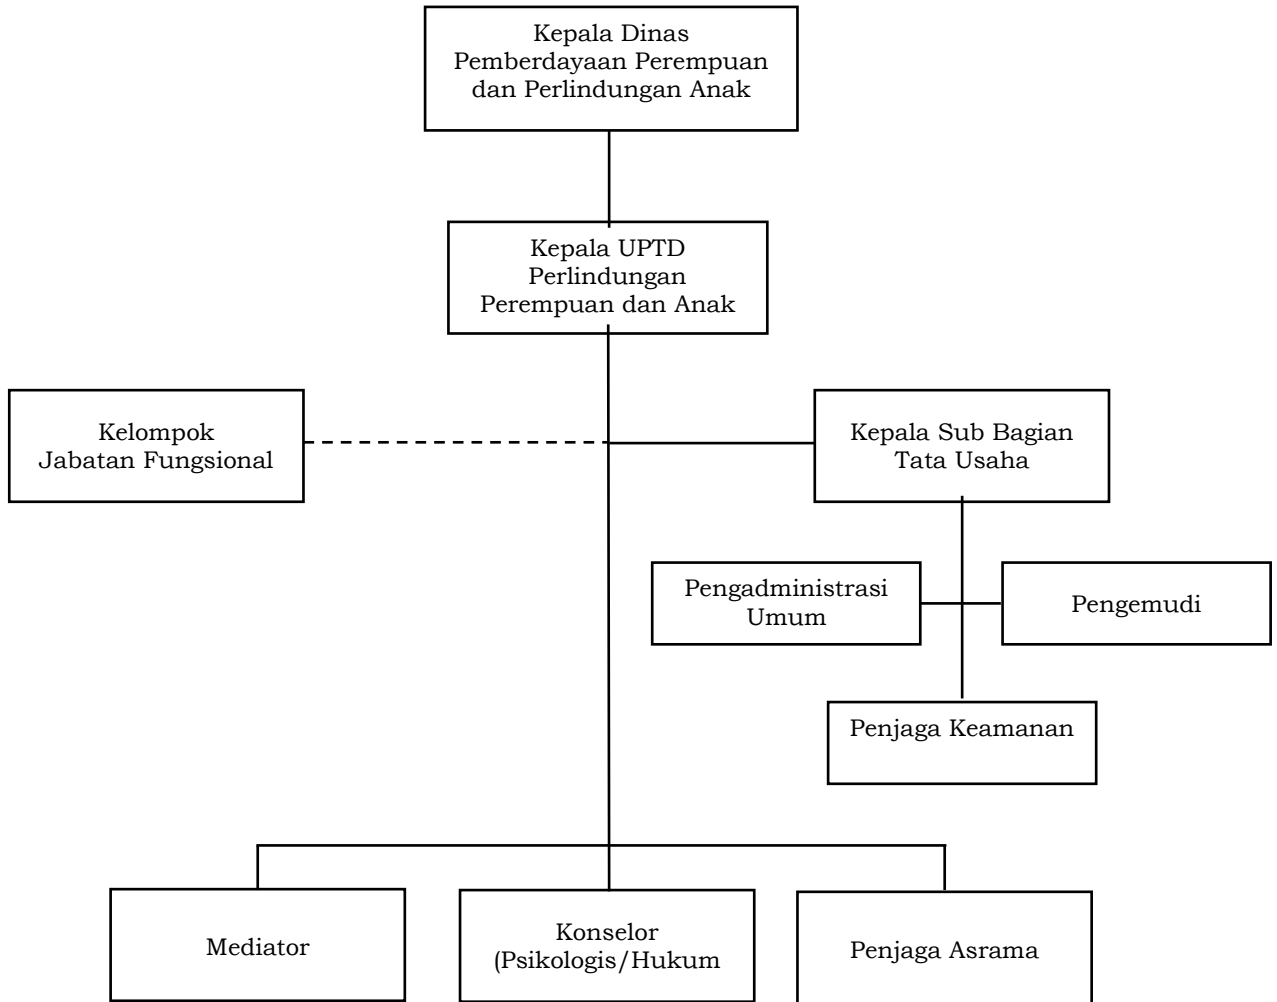 Kepala Dinas
Pemberdayaan Perempuan
dan Perlindungan Anak
Kepala UPTD
Perlindungan
Perempuan dan Anak
Kelompok
Jabatan Fungsional
Kepala Sub Bagian
Tata Usaha
Pengadministrasi
Umum
Pengemudi
Penjaga Keamanan
Mediator
Konselor
(Psikologis/Hukum
Penjaga Asrama